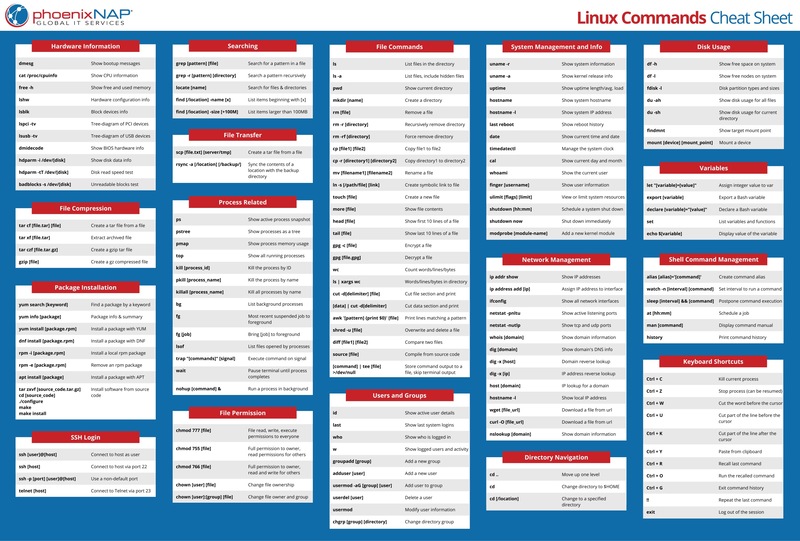 phoenixNAP®
GLOBAL IT SERVICES
Linux Commands Cheat Sheet
Hardware Information
dmesg Show bootup messages
cat /proc/cpuinfo Show CPU information
free -h Show free and used memory
lshw Hardware configuration info
lsblk Block devices info
lspci -tv Tree-diagram of PCI devices
lsusb -tv Tree-diagram of USB devices
dmidecode Show BIOS hardware info
hdparm -i /dev/[disk] Show disk data info
hdparm -tT /dev/[disk] Disk read speed test
badblocks -s /dev/[disk] Unreadable blocks test
File Compression
tar cf [file.tar] [file] Create a tar file from a file
tar xf [file.tar] Extract archived file
tar czf [file.tar.gz] Create a gzip tar file
gzip [file] Create a gz compressed file
Package Installation
yum search [keyword] Find a package by a keyword
yum info [package] Package info & summary
yum install [package.rpm] Install a package with YUM
dnf install [package.rpm] Install a package with DNF
rpm -i [package.rpm] Install a local rpm package
rpm -e [package.rpm] Remove an rpm package
apt install [package] Install a package with APT
tar zxvf [source_code.tar.gz] Install software from source
cd [source_code] code
./configure
make
make install
SSH Login
ssh [user]@[host] Connect to host as user
ssh [host] Connect to host via port 22
ssh -p [port] [user]@[host] Use a non-default port
telnet [host] Connect to Telnet via port 23
Searching
grep [pattern] [file] Search for a pattern in a file
grep -r [pattern] [directory] Search a pattern recursively
locate [name] Search for files & directories
find [/location] -name [x] List items beginning with [x]
find [/location] -size [+100M] List items larger than 100MB
File Transfer
scp [file.txt] [server/tmp] Create a tar file from a file
rsync -a [/location] [/backup/] Sync the contents of
a location with the backup
directory
Process Related
ps Show active process snapshot
pstree Show processes as a tree
pmap Show process memory usage
top Show all running processes
kill [process_id] Kill the process by ID
pkill [process_name] Kill process by name
killall [process_name] Kill all processes by name
bg List background processes
fg Most recent suspended job to
foreground
fg [job] Bring [job] to foreground
lsof List files opened by processes
trap "[commands]" [signal] Execute command on signal
wait Pause terminal until process
completes
nohup [command] & Run a process in background
File Permission
chmod 777 [file] File read, write, execute
permissions to everyone
chmod 755 [file] Full permission to owner,
read permissions for others
chmod 766 [file] Full permission to owner,
read and write for others
chown [user] [file] Change file ownership
chown [user]:[group] [file] Change file owner and group
File Commands
ls List files in the directory
ls -a List files, include hidden files
pwd Show current directory
mkdir [name] Create a directory
rm [file] Remove a file
rm -r [directory] Recursively remove directory
rm -rf [directory] Force remove directory
cp [file1] [file2] Copy file1 to file2
cp -r [directory1] [directory2] Copy directory1 to directory2
mv [filename1] [filename2] Rename a file
ln -s [/path/file] [link] Create symbolic link to file
touch [file] Create a new file
more [file] Show file contents
head [file] Show first 10 lines of a file
tail [file] Show last 10 lines of a file
gpg -c [file] Encrypt a file
gpg [file.gpg] Decrypt a file
wc Count words/lines/bytes
ls | xargs wc Words/lines/bytes in directory
cut -d[delimiter] [file] Cut file section and print
[data] | cut -d[delimiter] Cut data section and print
awk '[pattern] {print $0}' [file] Print lines matching a pattern
shred -u [file] Overwrite and delete a file
diff [file1] [file2] Compare two files
source [file] Compile from source code
[command] | tee [file] Store command output to a
>/dev/null file, skip terminal output
Users and Groups
id Show active user details
last Show last system logins
who Show who is logged in
w Show logged users and activity
groupadd [group] Add a new group
adduser [user] Add a new user
usermod -aG [group] [user] Add user to group
userdel [user] Delete a user
usermod Modify user information
chgrp [group] [directory] Change directory group
System Management and Info
uname -r Show system information
uname -a Show kernel release info
uptime Show uptime length/avg. load
hostname Show system hostname
hostname -I Show system IP address
last reboot Show reboot history
date Show current time and date
timedatectl Manage the system clock
cal Show current day and month
whoami Show the current user
finger [username] Show user information
ulimit [flags] [limit] View or limit system resources
shutdown [hh:mm] Schedule a system shut down
shutdown now Shut down immediately
modprobe [module-name] Add a new kernel module
Network Management
ip addr show Show IP addresses
ip address add [ip] Assign IP address to interface
ifconfig Show all network interfaces
netstat -pnltu Show active listening ports
netstat -nutlp Show tcp and udp ports
whois [domain] Show domain information
dig [domain] Show domain's DNS info
dig -x [host] Domain reverse lookup
dig -x [ip] IP address reverse lookup
host [domain] IP lookup for a domain
hostname -I Show local IP address
wget [file_url] Download a file from url
curl -O [file_url] Download a file from url
nslookup [domain] Show domain information
Directory Navigation
cd .. Move up one level
cd Change directory to $HOME
cd [/location] Change to a specified
directory
Disk Usage
df -h Show free space on system
df -i Show free nodes on system
fdisk -l Disk partition types and sizes
du -ah Show disk usage for all files
du -sh Show disk usage for current
directory
findmnt Show target mount point
mount [device] [mount_point] Mount a device
Variables
let "[variable]=[value]" Assign integer value to var
export [variable] Export a Bash variable
declare [variable]="[value]" Declare a Bash variable
set List variables and functions
echo $[variable] Display the value of the variable
Shell Command Management
alias [alias]='[command]' Create command alias
watch -n [interval] [command] Set interval to run a command
sleep [interval] && [command] Postpone command execution
at [hh:mm] Schedule a job
man [command] Display command manual
history Print command history
Keyboard Shortcuts
Ctrl + C Kill current process
Ctrl + Z Stop process (can be resumed)
Ctrl + W Cut the word before the cursor
Ctrl + U Cut part of the line before the
cursor
Ctrl + K Cut part of the line after the
cursor
Ctrl + Y Paste from clipboard
Ctrl + R Recall last command
Ctrl + O Run the recalled command
Ctrl + G Exit command history
!! Repeat the last command
exit Log out of the session